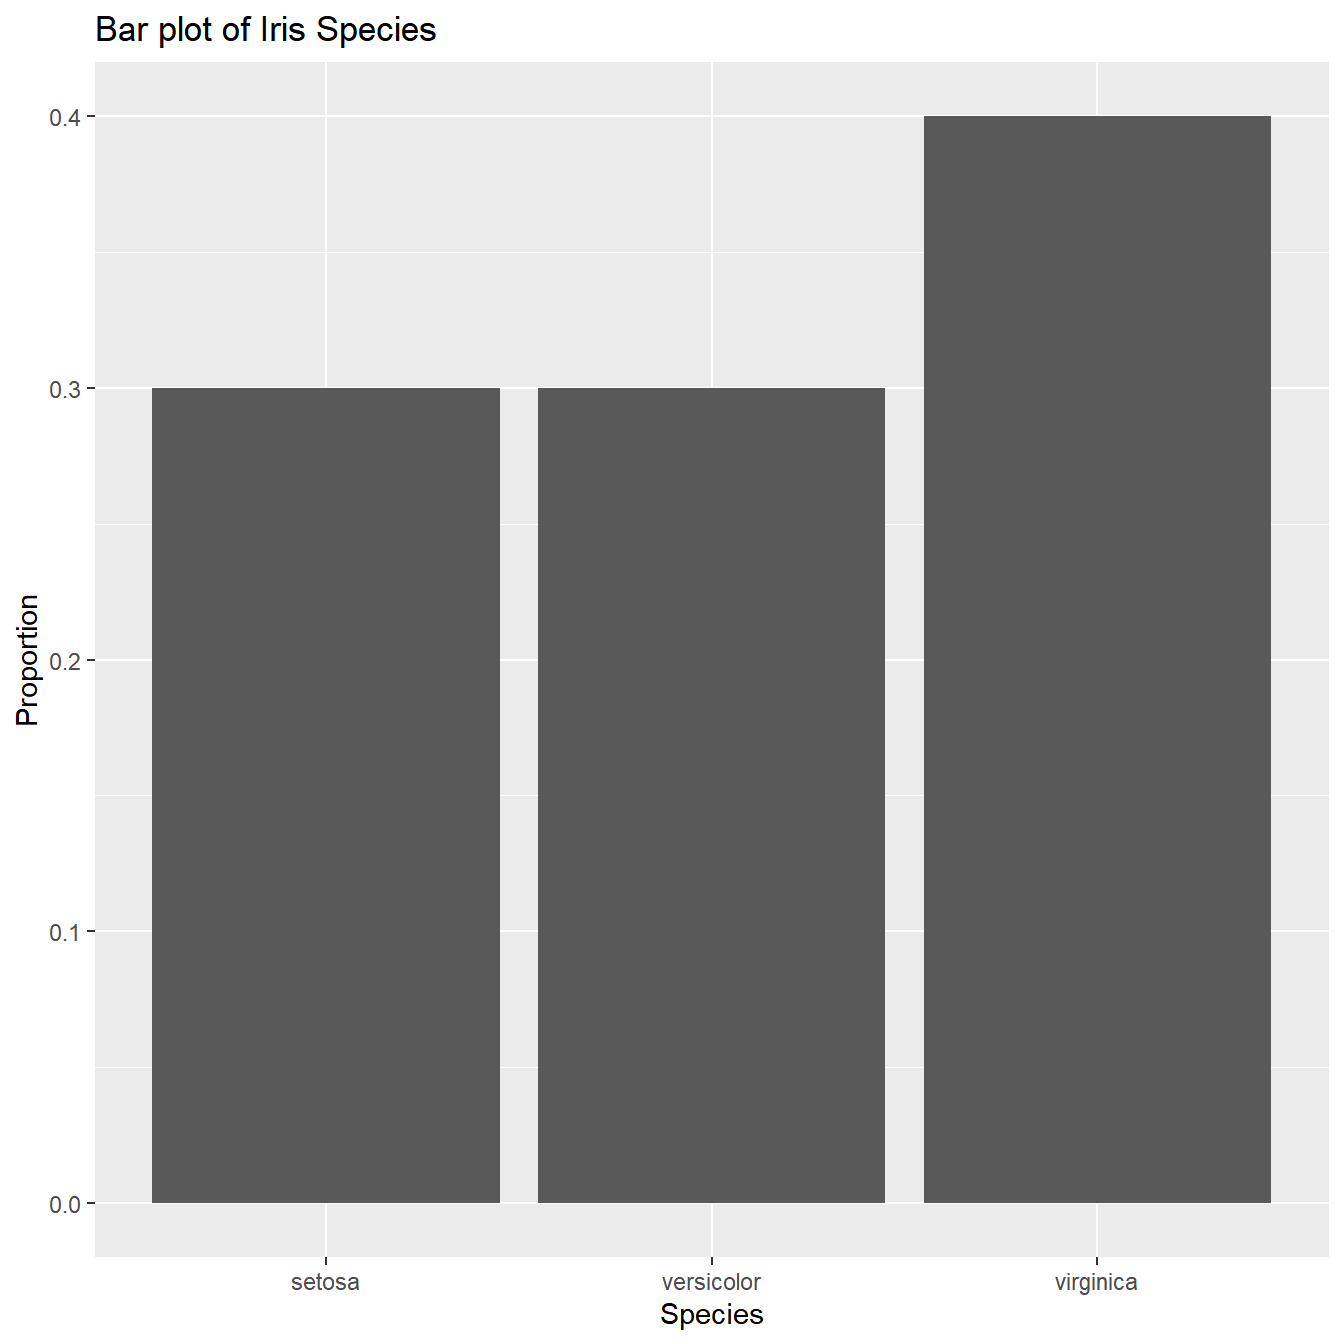 Bar plot of Iris Species
0.4
0.3
0.2
0.1
0.0
Proportion
setosa versicolor virginica
Species